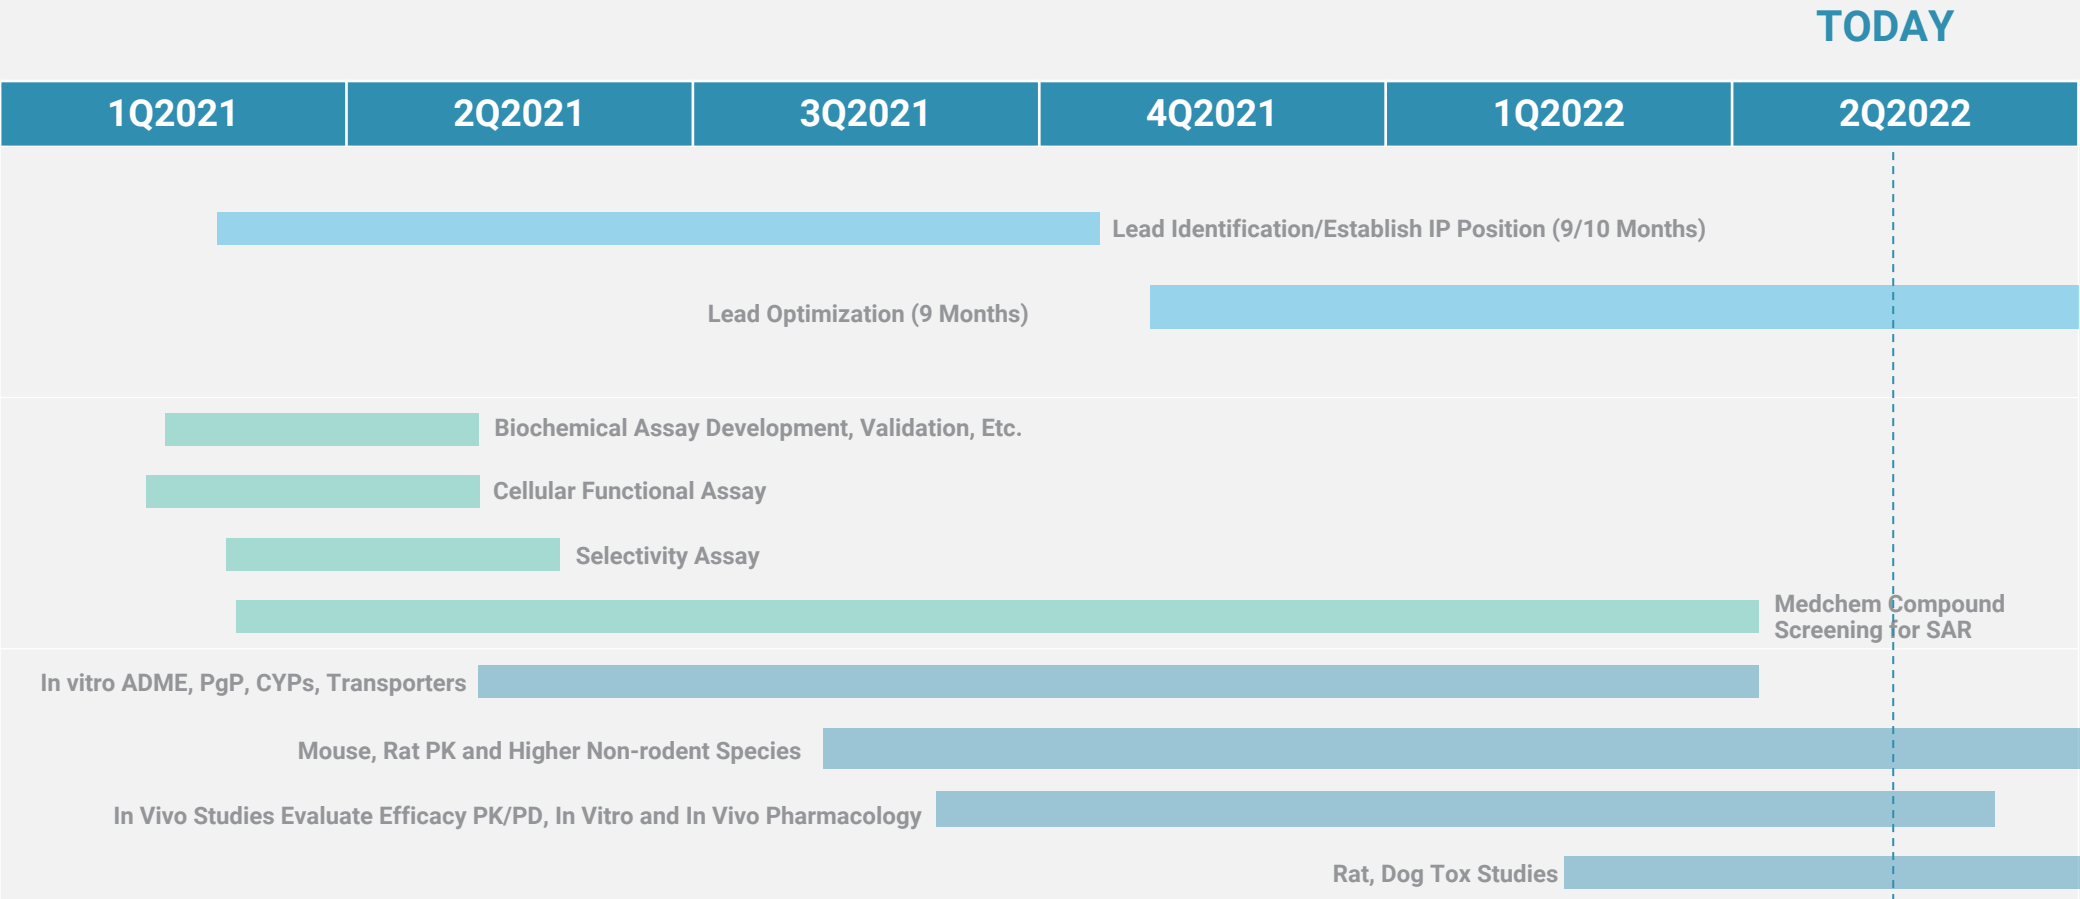 TODAY
1Q2021 2Q2021 3Q2021 4Q2021 1Q2022 2Q2022
Lead Identification/Establish IP Position (9/10 Months)
Lead Optimization (9 Months)
Biochemical Assay Development, Validation, Etc.
Cellular Functional Assay
Selectivity Assay
Medchem Compound
Screening for SAR
In vitro ADME, PgP, CYPs, Transporters
Mouse, Rat PK and Higher Non-rodent Species
In Vivo Studies Evaluate Efficacy PK/PD, In Vitro and In Vivo Pharmacology
Rat, Dog Tox Studies